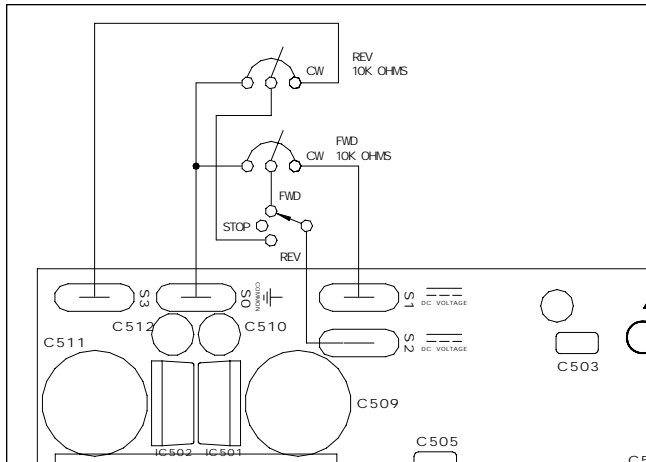 REV
CW 10K OHMS
FWD
CW 10K OHMS
FWD
STOP
REV
S3
S0
COMMON
S1
DC VOLTAGE
S2
DC VOLTAGE
C512
C510
C511
C503
C509
C505
IC502
IC501